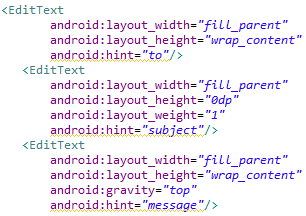 <EditText
android:layout_width="fill_parent"
android:layout_height="wrap_content"
android:hint="to"/>
<EditText
android:layout_width="fill_parent"
android:layout_height="0dp"
android:layout_weight="1"
android:hint="subject"/>
<EditText
android:layout_width="fill_parent"
android:layout_height="wrap_content"
android:gravity="top"
android:hint="message"/>